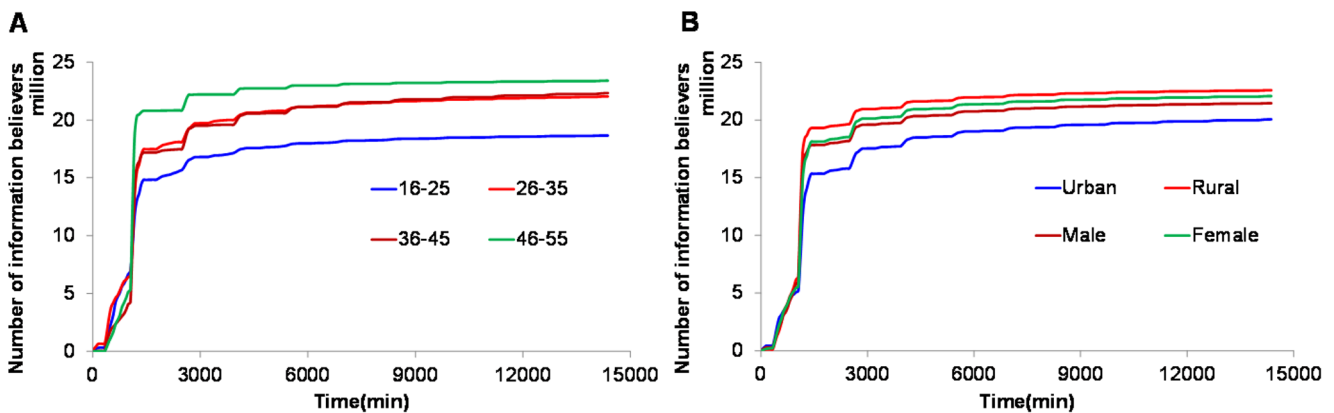 A
Number of information believers
million
25
20
15
10
5
0
0 3000 6000 9000 12000 15000
Time(min)
16-25 26-35
36-45 46-55
B
Number of information believers
million
25
20
15
10
5
0
0 3000 6000 9000 12000 15000
Time(min)
Urban Rural
Male Female